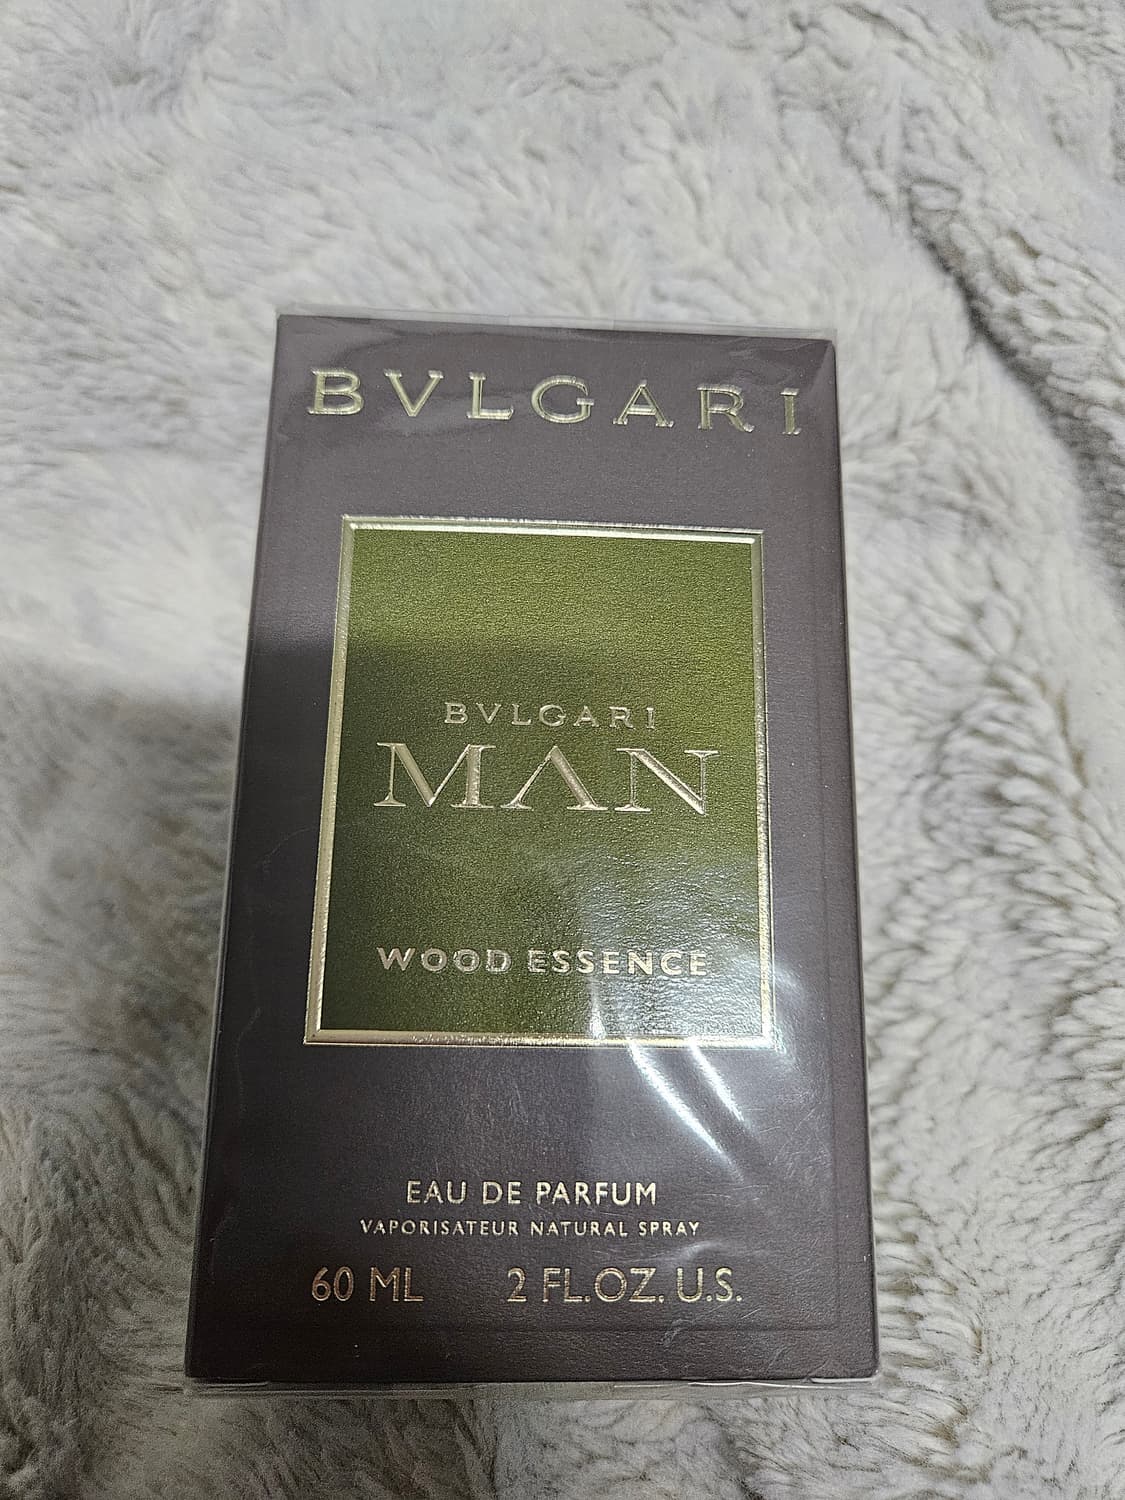 BVLGARI
BVLGARI
MAN
WOOD ESSENCE
EAU DE PARFUM
VAPORISATEUR NATURAL SPRAY
60 ML 2 FL.OZ. U.S.